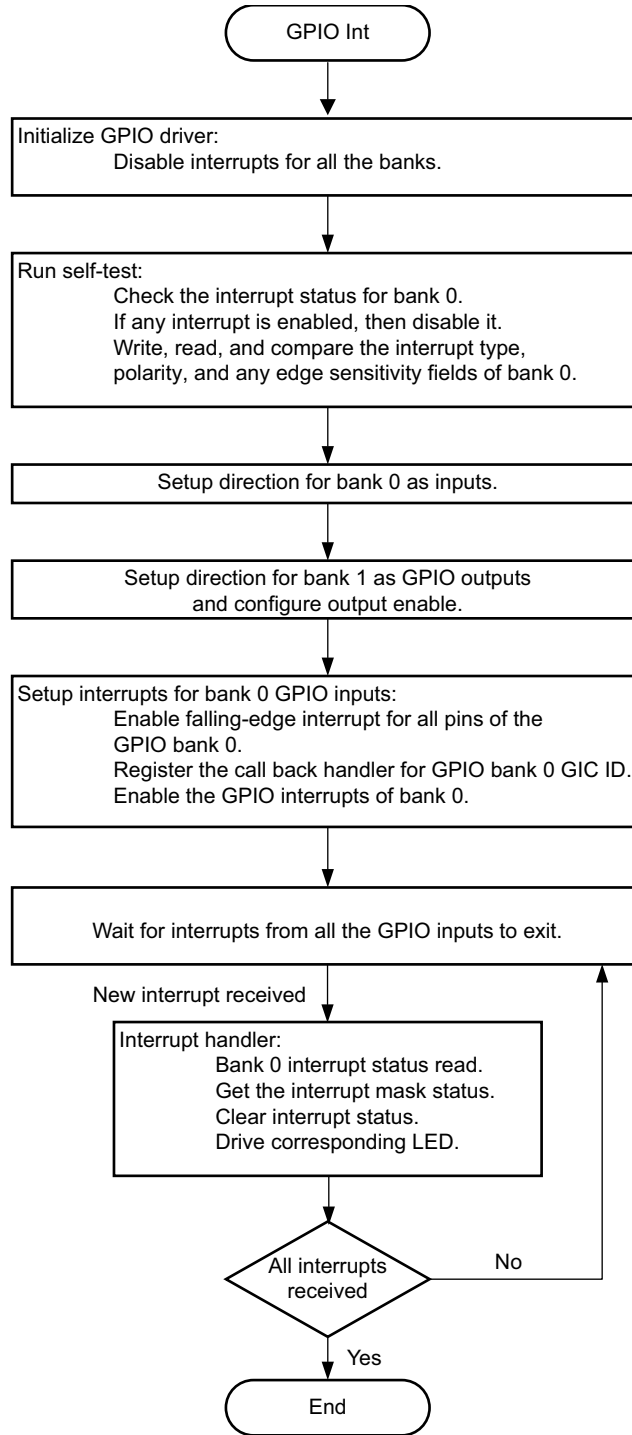 GPIO Int
Initialize GPIO driver:
Disable interrupts for all the banks.
Run self-test:
Check the interrupt status for bank 0.
If any interrupt is enabled, then disable it.
Write, read, and compare the interrupt type,
polarity, and any edge sensitivity fields of bank 0.
Setup direction for bank 0 as inputs.
Setup direction for bank 1 as GPIO outputs
and configure output enable.
Setup interrupts for bank 0 GPIO inputs:
Enable falling-edge interrupt for all pins of the
GPIO bank 0.
Register the call back handler for GPIO bank 0 GIC ID.
Enable the GPIO interrupts of bank 0.
Wait for interrupts from all the GPIO inputs to exit.
New interrupt received
Interrupt handler:
Bank 0 interrupt status read.
Get the interrupt mask status.
Clear interrupt status.
Drive corresponding LED.
All interrupts
received
No
Yes
End